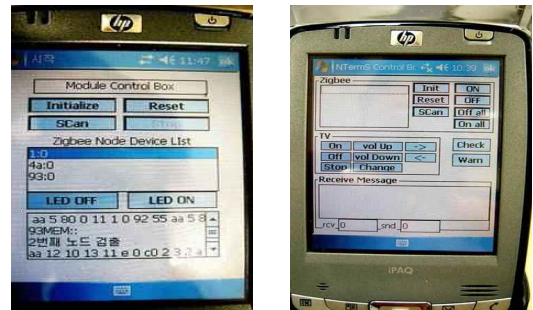 hp
시작 11:47 ok
Module Control Box
Initialize Reset
SCan Stop
Zigbee Node Device LIst
1:0
4a:0
93:0
LED OFF LED ON
aa 5 80 0 11 1 0 92 55 aa 5 8
93MEM::
2번째 노드 검출
aa 12 10 13 11 e 0 c0 2 3
hp
NTermS Control 10:39 ok
Zigbee
Init ON
Reset OFF
SCan Off all
On all
TV
On vol Up -> Check
Off vol Down <- Warn
Stop Change
Receive Message
rcv 0 snd 0
iPAQ